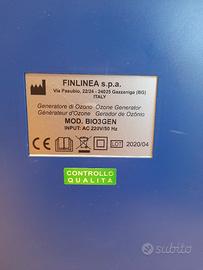 FINLINEA s.p.a.
Via Pasubio, 22/24 - 24025 Gazzaniga (BG)
ITALY
Generatore di Ozono Ozone Generator
Générateur d'Ozone Gerador de Ozônio
MOD. BIO3GEN
INPUT: AC 220V/50 Hz
CE
LOT
2020/04
CONTROLLO
QUALITÀ
subito